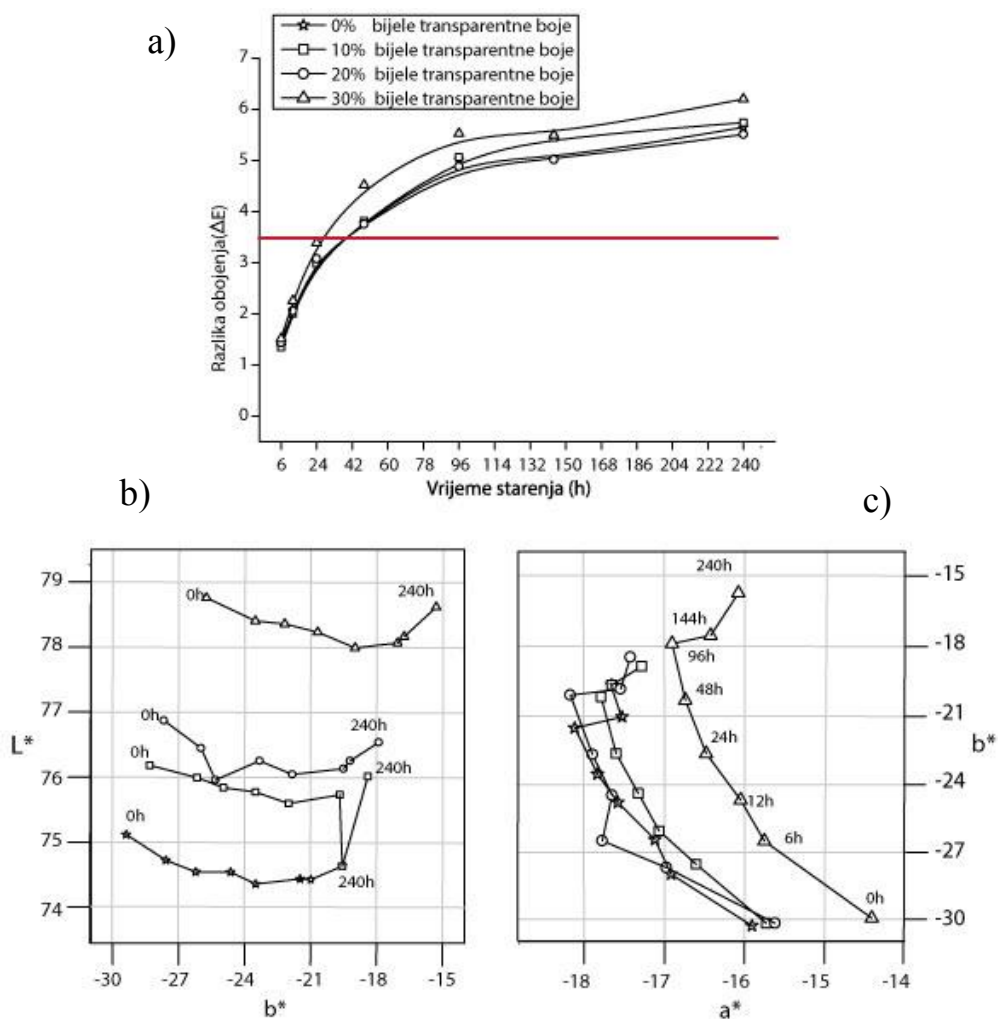 a)
0% bijele transparentne boje
10% bijele transparentne boje
20% bijele transparentne boje
30% bijele transparentne boje
Razlika obojenja(ΔE)
7
6
5
4
3
2
1
0
6 24 42 60 78 96 114 132 150 168 186 204 222 240
Vrijeme starenja (h)
b)
L*
79
78
77
76
75
74
0h
240h
0h
240h
0h
240h
0h
240h
-30 -27 -24 -21 -18 -15
b*
c)
240h
144h
96h
48h
24h
12h
6h
0h
-15
-18
-21
-24
-27
-30
b*
-18 -17 -16 -15 -14
a*